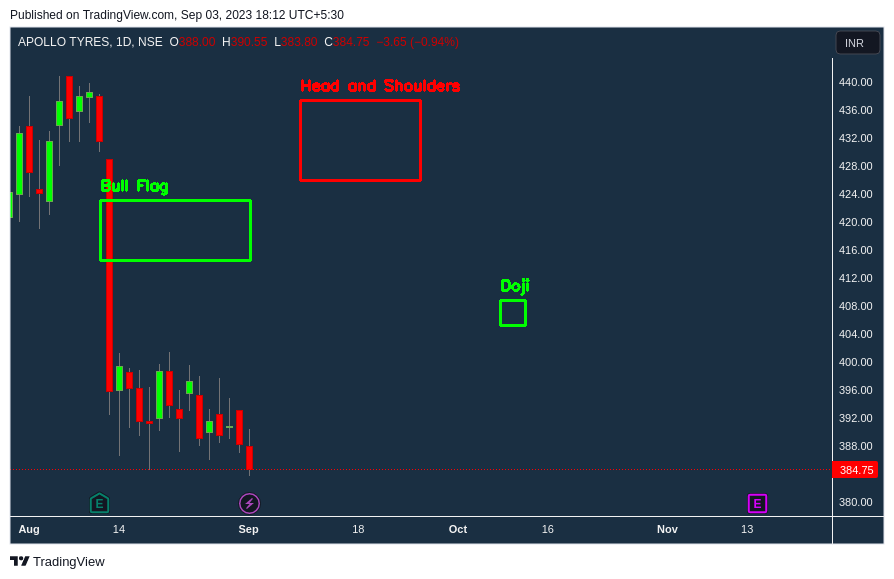 Published on TradingView.com, Sep 03, 2023 18:12 UTC+5:30
APOLLO TYRES, 1D, NSE O388.00 H390.55 L383.80 C384.75 −3.65 (−0.94%)
INR
Head and Shoulders
440.00
436.00
432.00
428.00
Bull Flag
424.00
420.00
416.00
412.00
Doji
408.00
404.00
400.00
396.00
392.00
388.00
384.75
380.00
E
E
Aug 14 Sep 18 Oct 16 Nov 13
TradingView